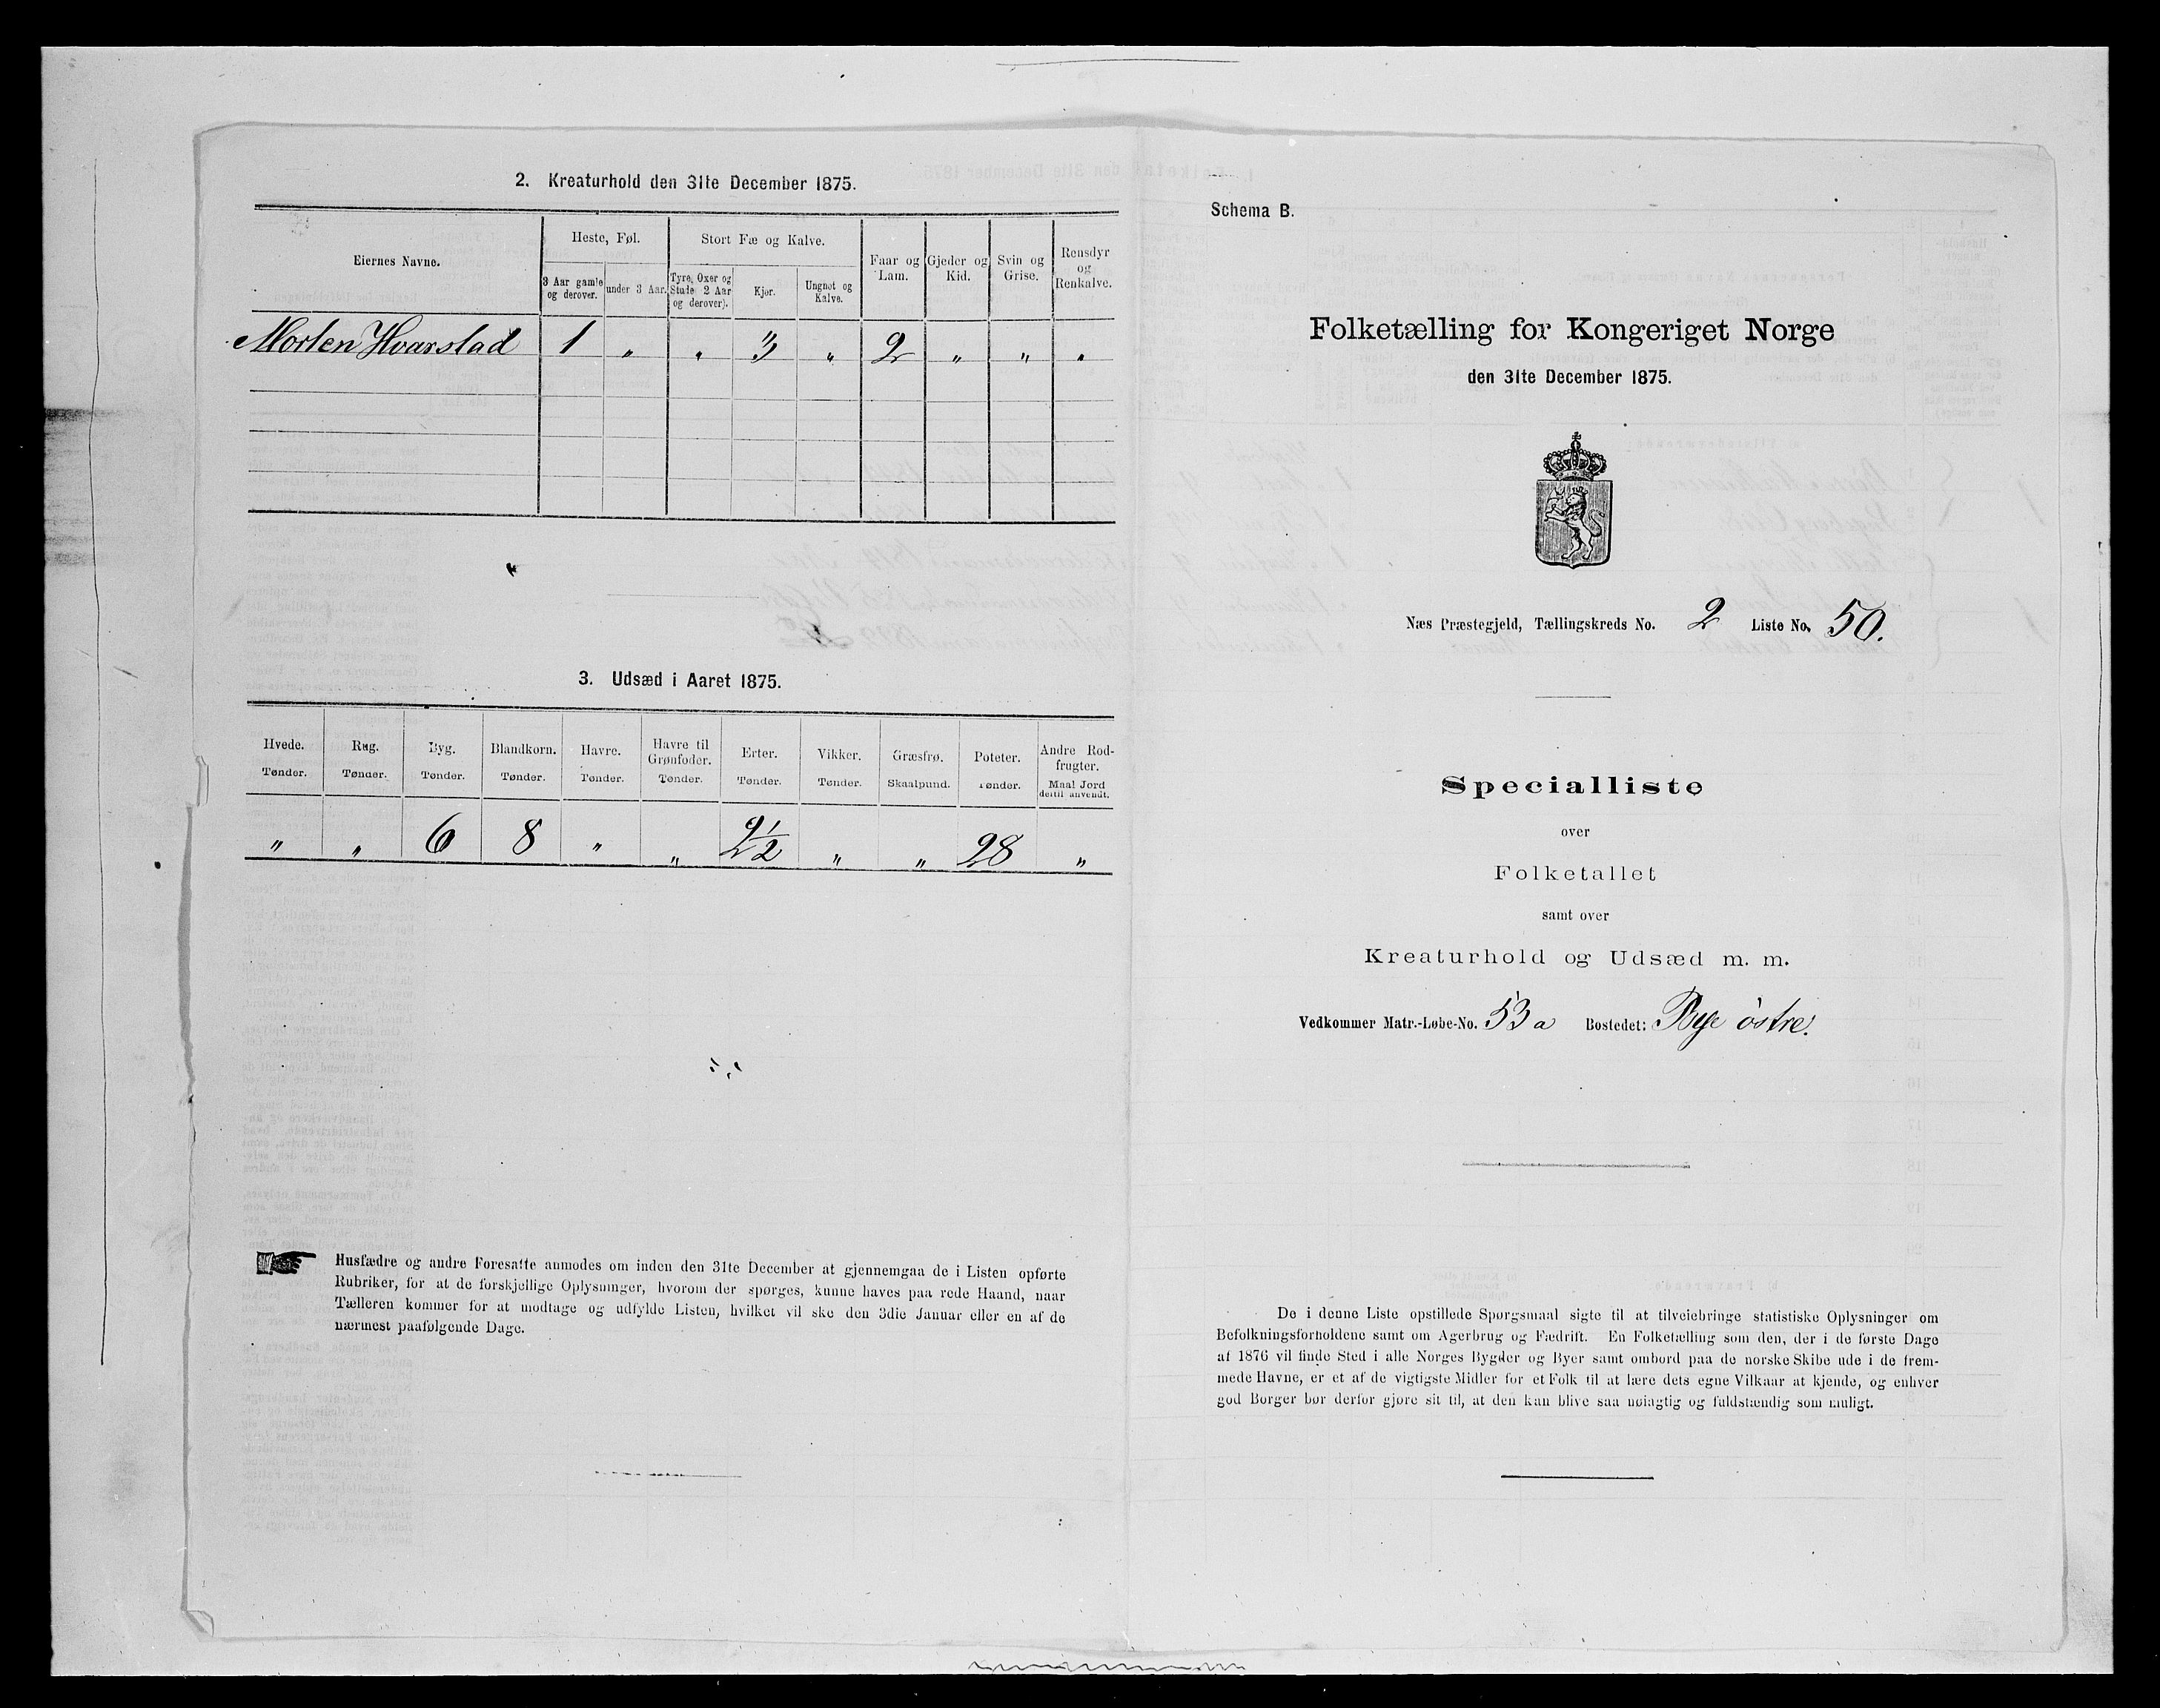 2. Kreaturhold den 31te December 1875.
Eiernes Navne.
Heste, Føl.
Stort Fæ og Kalve.
Faar og Lam.
Gjeder og Kid.
Svin og Grise.
Rensdyr og Renkalve.
3 Aar gamle og derover.
under 3 Aar.
Tyre, Oxer og Stude 2 Aar og derover).
Kjør.
Ungnøt og Kalve.
Morten Hvarstad 1 " " 3 " 2 " " "
3. Udsæd i Aaret 1875.
Hvede. Rug. Byg. Blandkorn. Havre. Havre til Grønfoder. Erter. Vikker. Græsfrø. Poteter. Andre Rodfrugter.
Tønder. Tønder. Tønder. Tønder. Tønder. Tønder. Tønder. Tønder. Skaalpund. Tønder. Maal Jord dertil anvendt.
" " 6 8 " " 2½ " " 28 "
Husfædre og andre Foresatte anmodes om inden den 31te December at gjennemgaa de i Listen opførte
Rubriker, for at de forskjellige Oplysninger, hvorom der spørges, kunne haves paa rede Haand, naar
Tælleren kommer for at modtage og udfylde Listen, hvilket vil ske den 3die Januar eller en af de
nærmest paafølgende Dage.
Schema B.
Folketælling for Kongeriget Norge
den 31te December 1875.
Næs Præstegjeld, Tællingskreds No. 2 Liste No. 50.
Specialliste
over
Folketallet
samt over
Kreaturhold og Udsæd m. m.
Vedkommer Matr.-Løbe-No. 53a Bostedet: Rye östre.
De i denne Liste opstillede Spørgsmaal sigte til at tilveiebringe statistiske Oplysninger om
Befolkningsforholdene samt om Agerbrug og Fædrift. En Folketælling som den, der i de første Dage
af 1876 vil finde Sted i alle Norges Bygder og Byer samt ombord paa de norske Skibe ude i de frem-
mede Havne, er et af de vigtigste Midler for et Folk til at lære dets egne Vilkaar at kjende, og enhver
god Borger bør derfor gjøre sit til, at den kan blive saa nøiagtig og fuldstændig som muligt.